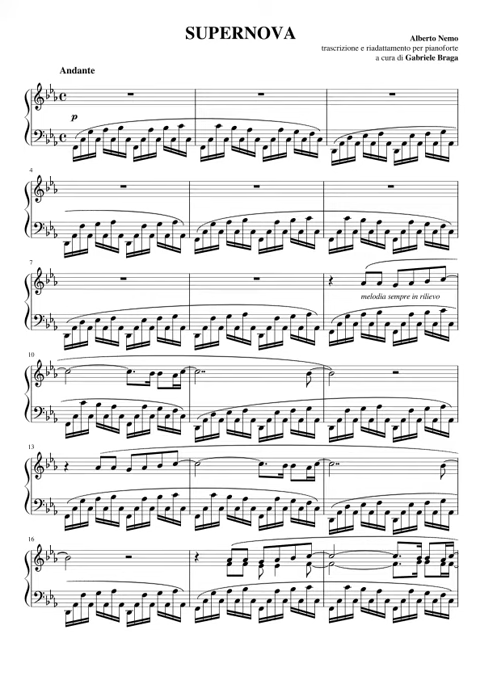 SUPERNOVA
Alberto Nemo
trascrizione e riadattamento per pianoforte
a cura di Gabriele Braga
Andante
p
4
7
melodia sempre in rilievo
10
13
16